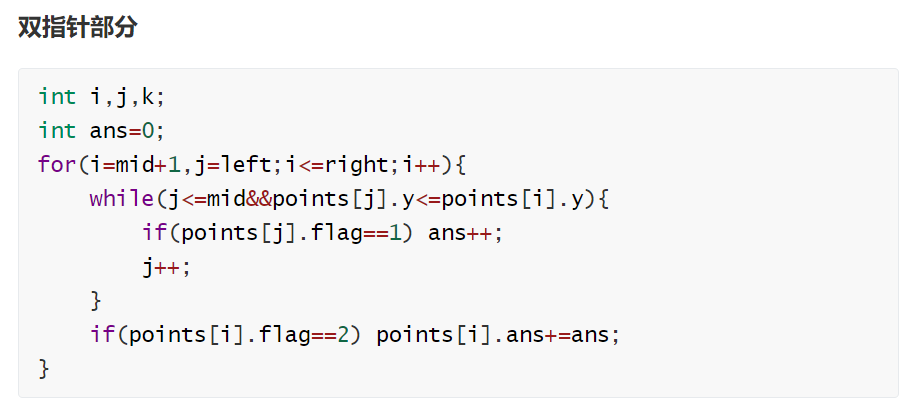 双指针部分
int i,j,k;
int ans=0;
for(i=mid+1,j=left;i<=right;i++){
    while(j<=mid&&points[j].y<=points[i].y){
        if(points[j].flag==1) ans++;
        j++;
    }
    if(points[i].flag==2) points[i].ans+=ans;
}